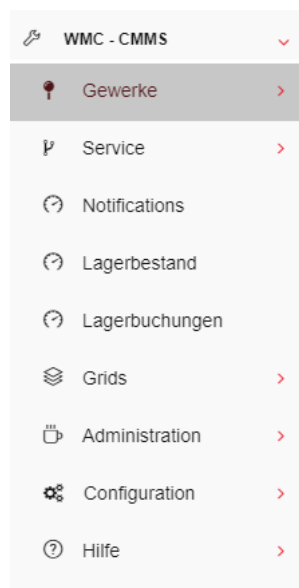 WMC - CMMS
Gewerke
Service
Notifications
Lagerbestand
Lagerbuchungen
Grids
Administration
Configuration
Hilfe